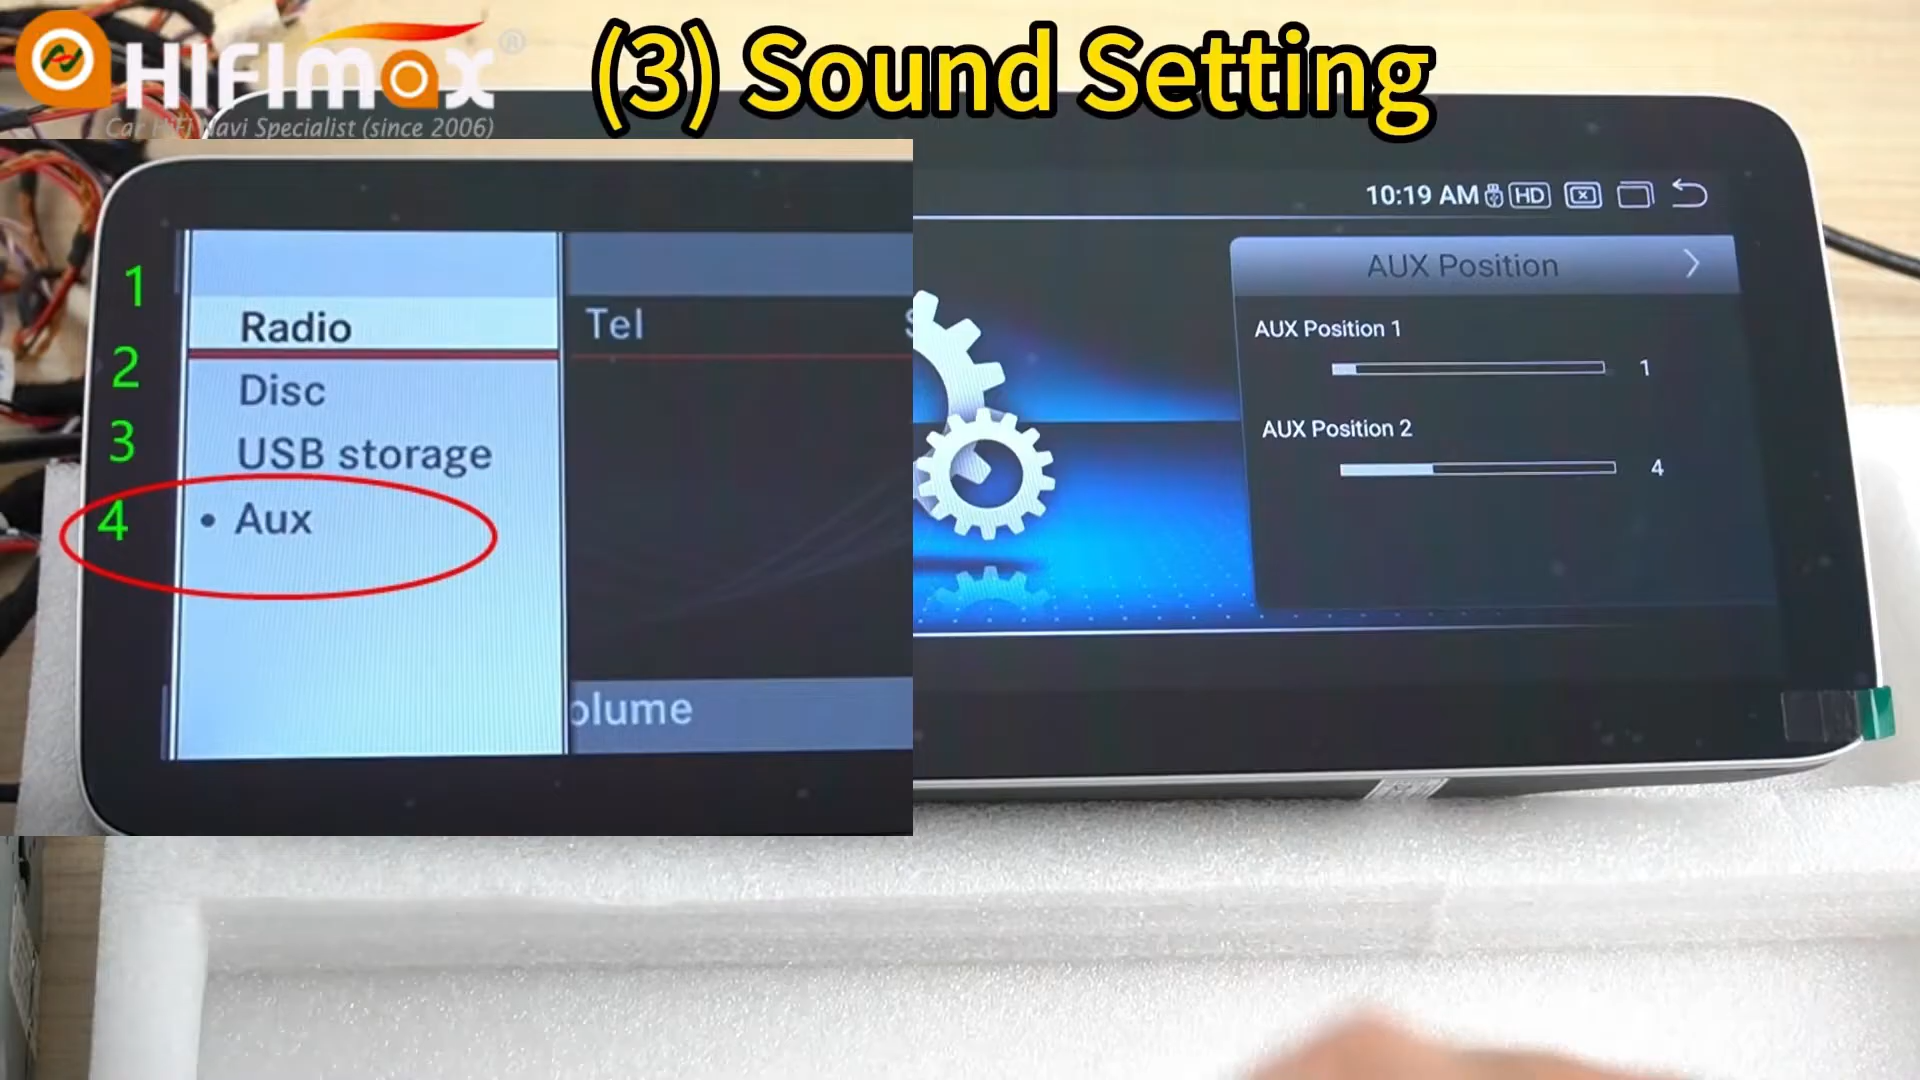 HIFIMAX®
Car HiFi Navi Specialist (since 2006)
(3) Sound Setting
1
Radio
2
Disc
3
USB storage
4
• Aux
Tel
S
olume
10:19 AM
HD
AUX Position
AUX Position 1
1
AUX Position 2
4